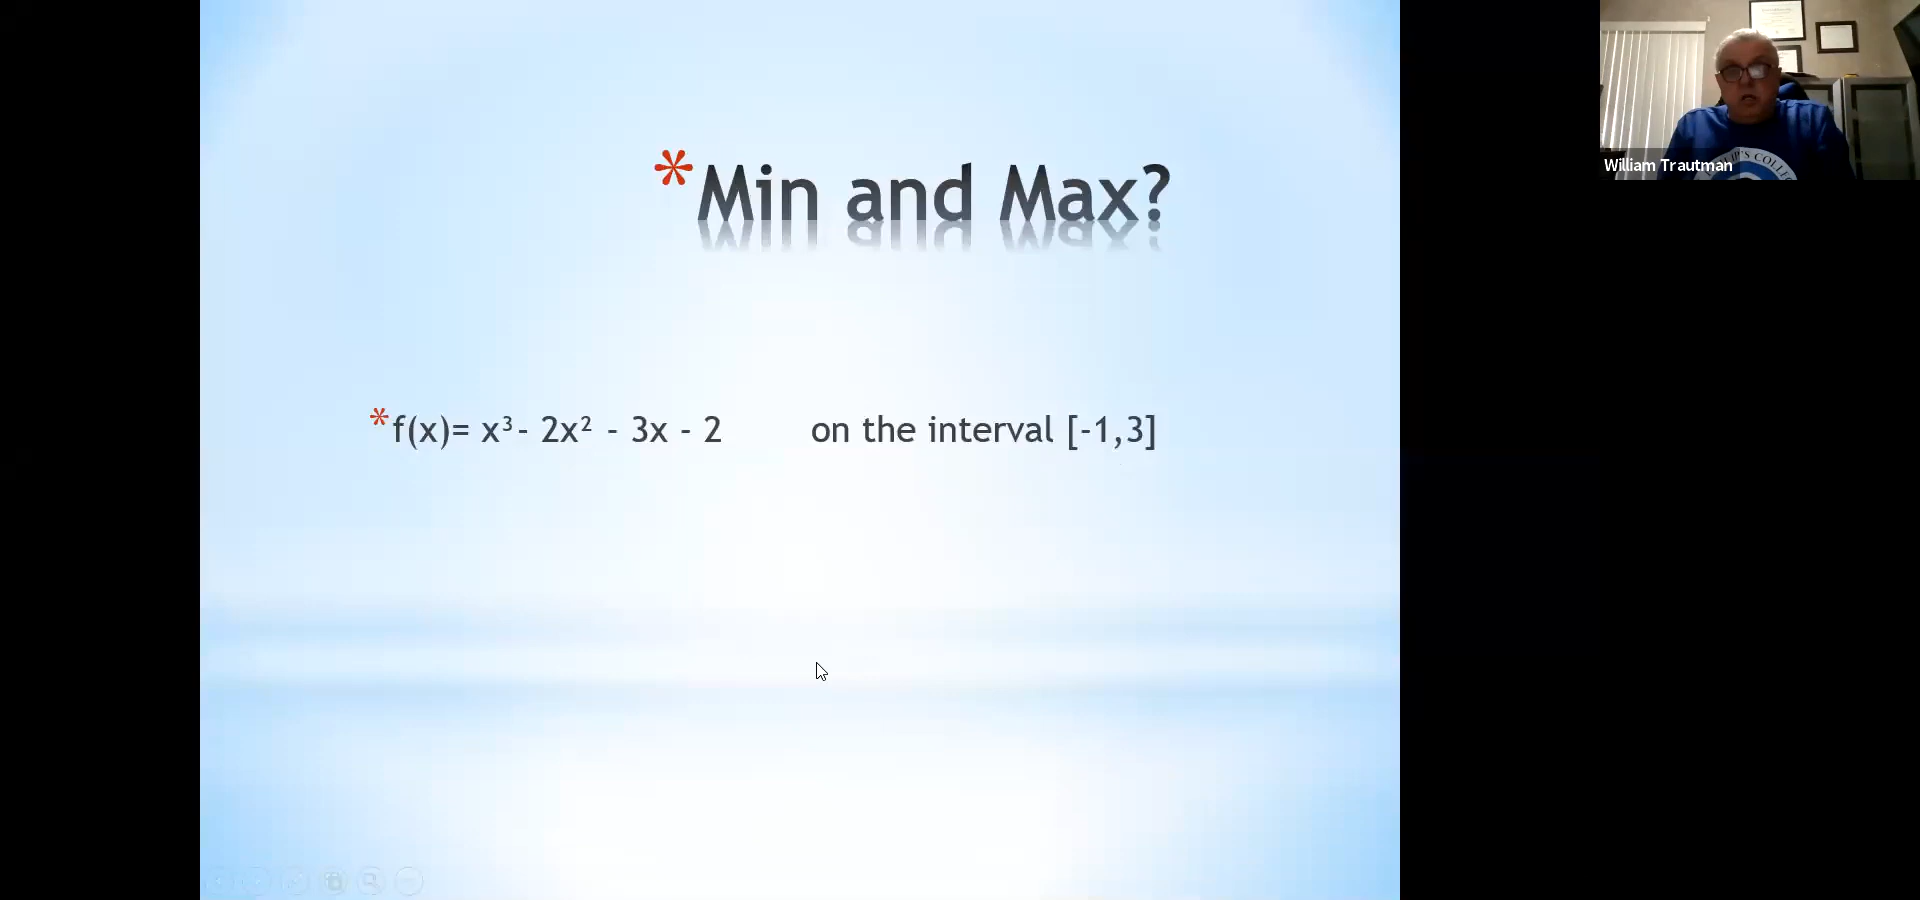 *Min and Max?
*f(x)= x³- 2x² - 3x - 2 on the interval [-1,3]
William Trautman